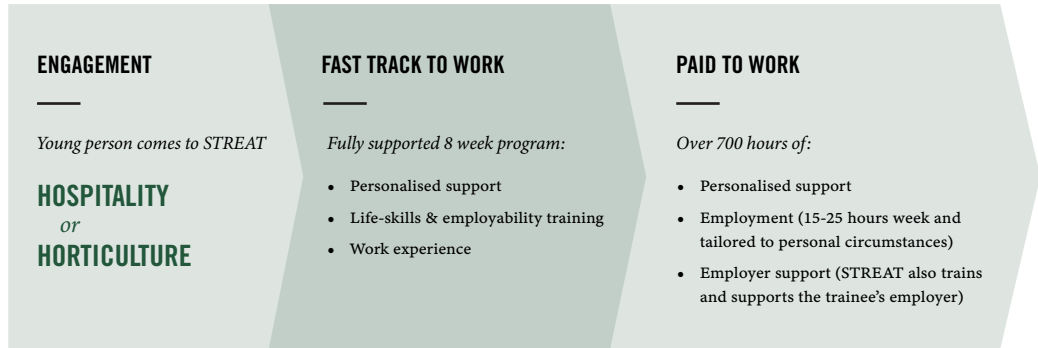 ENGAGEMENT
Young person comes to STREAT
HOSPITALITY
or
HORTICULTURE
FAST TRACK TO WORK
Fully supported 8 week program:
• Personalised support
• Life-skills & employability training
• Work experience
PAID TO WORK
Over 700 hours of:
• Personalised support
• Employment (15-25 hours week and
tailored to personal circumstances)
• Employer support (STREAT also trains
and supports the trainee’s employer)